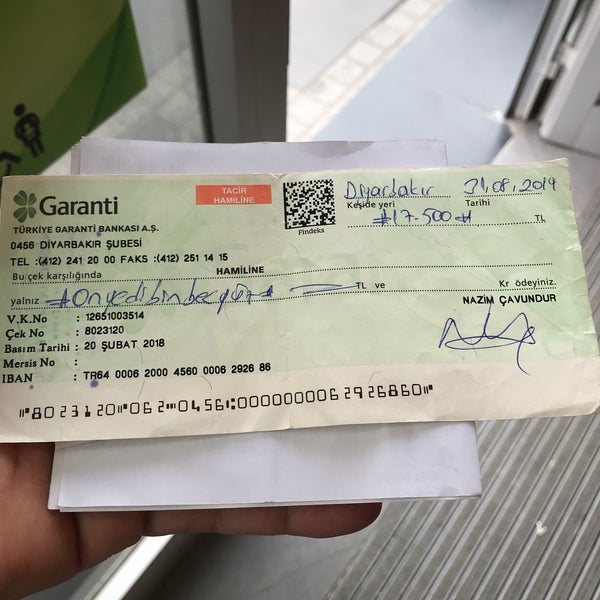 Garanti
TACİR
HAMİLİNE
Findeks
Diyarbakır 31.08.2019
Keşide yeri Tarihi
#17.500# TL
TÜRKİYE GARANTİ BANKASI A.Ş.
0456 DİYARBAKIR ŞUBESİ
TEL :(412) 241 20 00 FAKS :(412) 251 14 15
Bu çek karşılığında HAMİLİNE
yalnız #Onyedibinbeşyüz# TL ve Kr ödeyiniz.
NAZIM ÇAVUNDUR
V.K.No : 12651003514
Çek No : 8023120
Basım Tarihi : 20 ŞUBAT 2018
Mersis No :
IBAN : TR64 0006 2000 4560 0006 2926 86
⑈8023120⑈062⑉0456⑆0000000062926860⑈